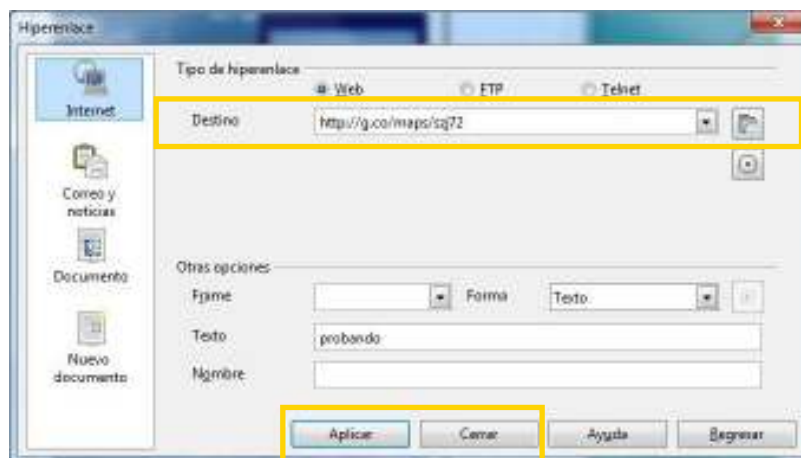 Hiperenlace
Tipo de hiperenlace
Web FTP Telnet
Internet
Destino http://g.co/maps/szj72
Correo y
noticias
Documento
Otras opciones
Frame Forma Texto
Texto probando
Nuevo
documento
Nombre
Aplicar Cerrar Ayuda Regresar